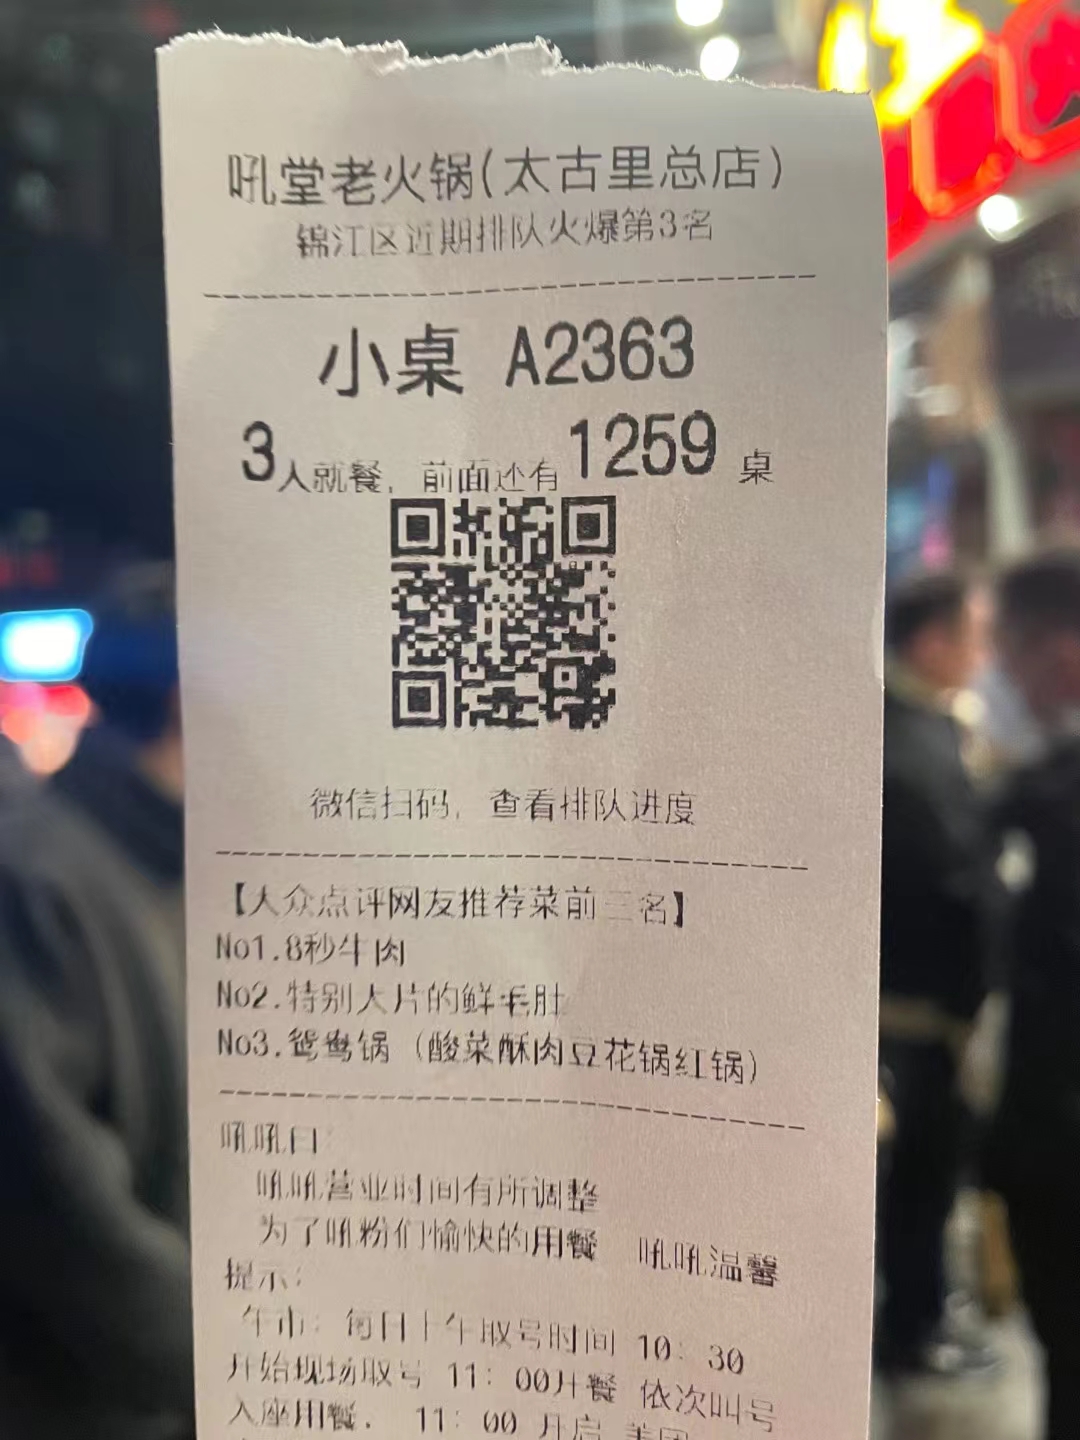 吼堂老火锅(太古里总店)
锦江区近期排队火爆第3名
小桌 A2363
3人就餐，前面还有1259 桌
微信扫码，查看排队进度
【大众点评网友推荐菜前三名】
No1.8秒牛肉
No2.特别大片的鲜毛肚
No3.鸳鸯锅（酸菜酥肉豆花锅红锅）
吼吼曰：
吼吼营业时间有所调整
为了吼粉们愉快的用餐 吼吼温馨
提示：
午市：每日上午取号时间 10：30
开始现场取号 11：00开餐 依次叫号
入座用餐. 11：00 开启 美团